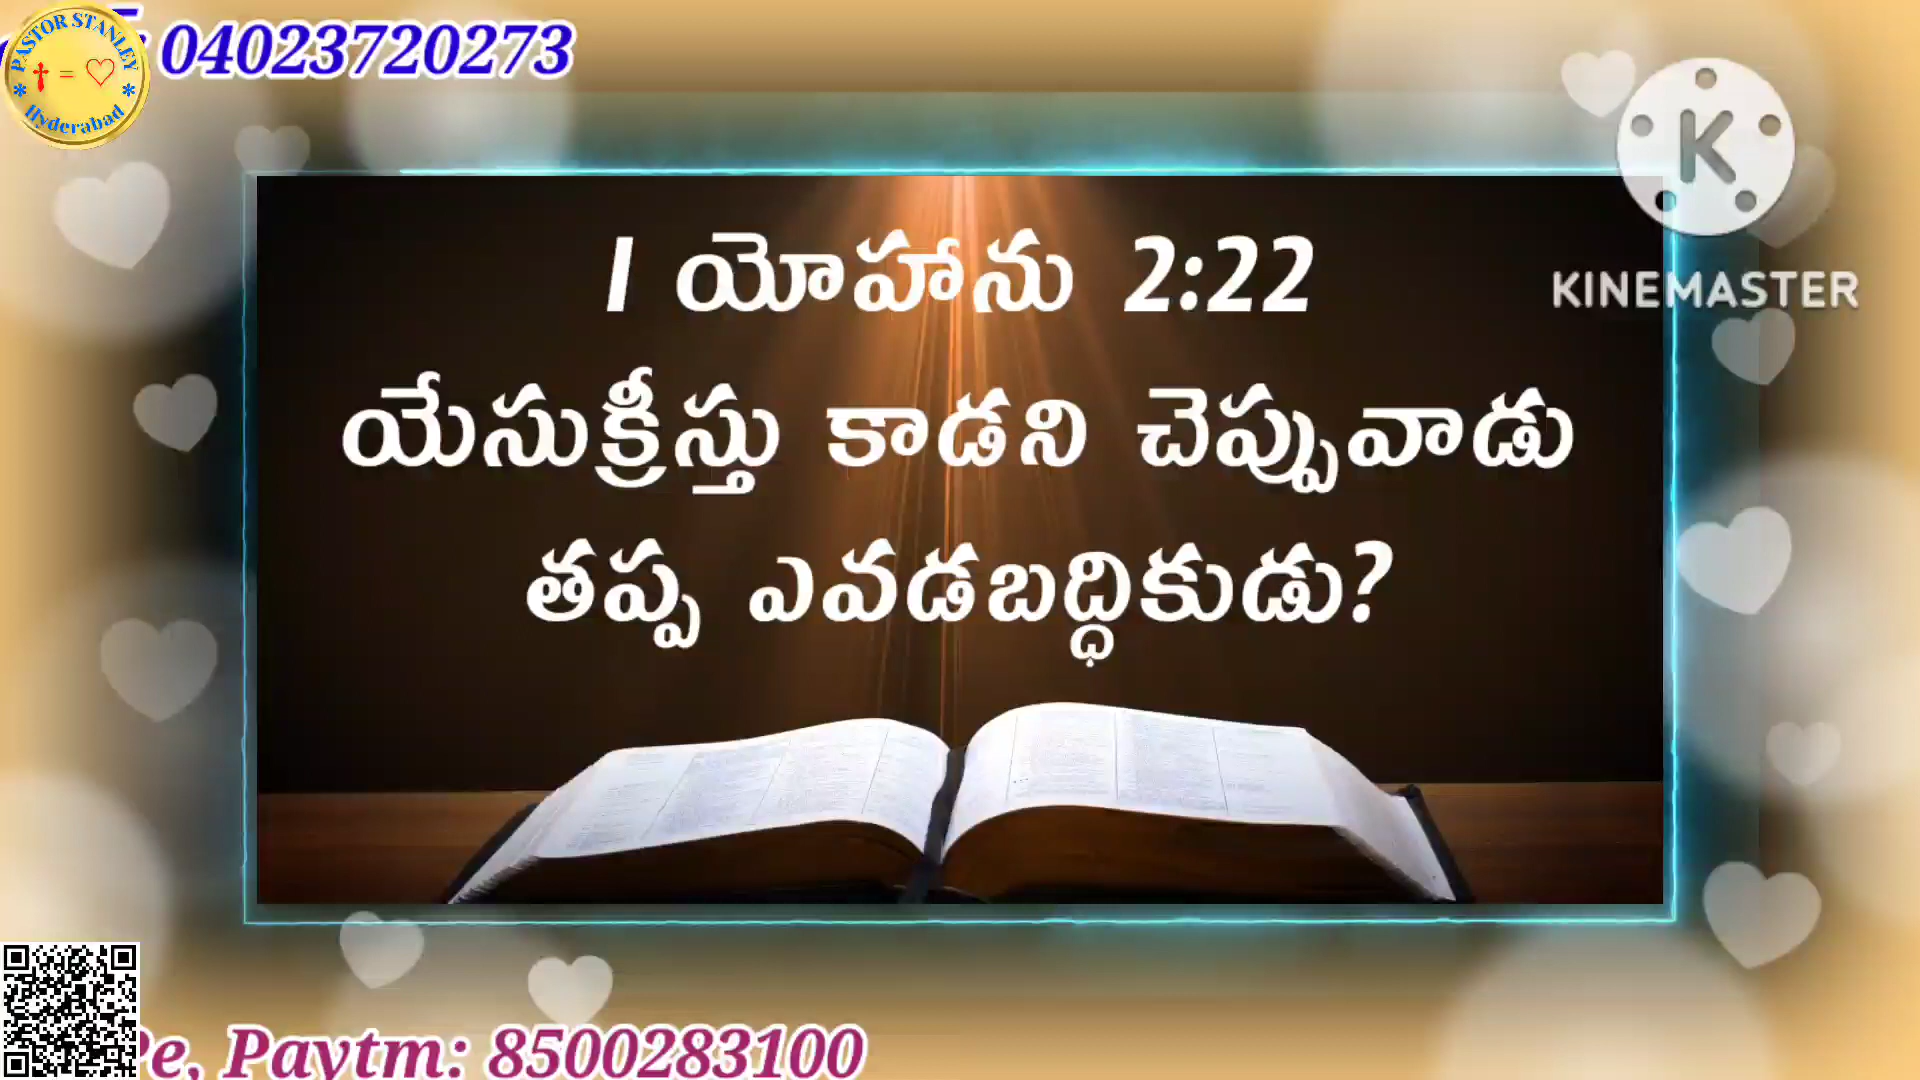 04023720273
PASTOR STANLEY
Hyderabad
K
KINEMASTER
I యోహాను 2:22
యేసుక్రీస్తు కాడని చెప్పువాడు
తప్ప ఎవడబద్ధికుడు?
Pe, Paytm: 8500283100